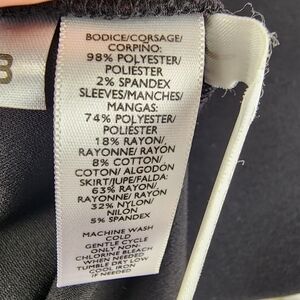 B
BODICE/CORSAGE/
CORPIÑO:
98% POLYESTER/
POLIÉSTER
2% SPANDEX
SLEEVES/MANCHES/
MANGAS:
74% POLYESTER/
POLIÉSTER
18% RAYON/
RAYONNE/ RAYON
8% COTTON/
COTON/ ALGODON
SKIRT/JUPE/FALDA:
63% RAYON/
RAYONNE/ RAYON
32% NYLON/
NILON
5% SPANDEX
MACHINE WASH
COLD
GENTLE CYCLE
ONLY NON-
CHLORINE BLEACH
WHEN NEEDED
TUMBLE DRY LOW
COOL IRON
IF NEEDED